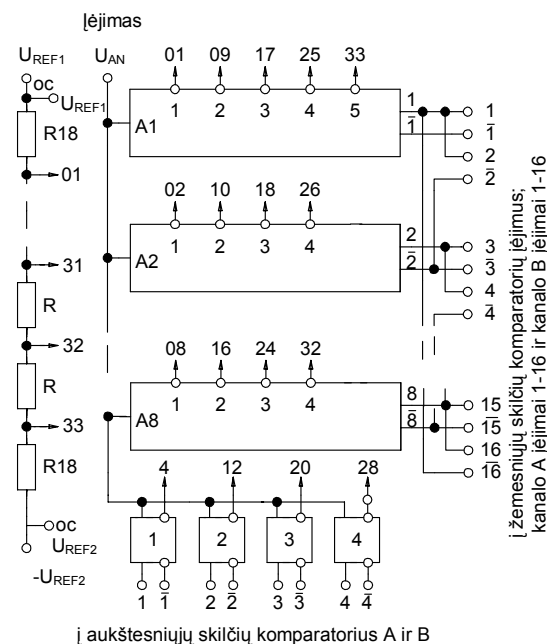 Įėjimas
U_REF1 U_AN 01 09 17 25 33
oc
U_REF1
R18
A1 1 2 3 4 5
1 1
1̅ 1̅
2
2̅
01
02 10 18 26
A2 1 2 3 4
2 3
2̅ 3̅
4
4̅
31
R
32
R
33
R18
08 16 24 32
A8 1 2 3 4
8 15
8̅ 1̅5
16
1̅6
4 12 20 28
1 2 3 4
oc
U_REF2
-U_REF2
1 1̅ 2 2̅ 3 3̅ 4 4̅
į aukštesniųjų skilčių komparatorius A ir B
į žemesniųjų skilčių komparatorių įėjimus;
kanalo A įėjimai 1-16 ir kanalo B įėjimai 1-16